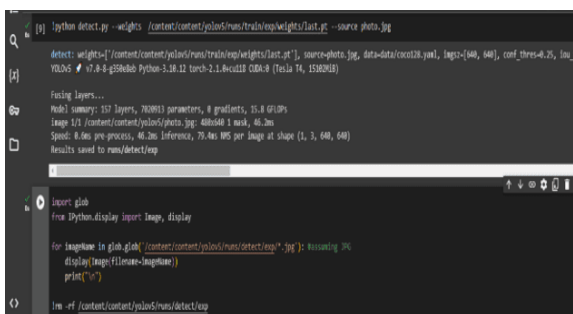 [9] !python detect.py --weights /content/content/yolov5/runs/train/exp/weights/last.pt --source photo.jpg
detect: weights=['/content/content/yolov5/runs/train/exp/weights/last.pt'], source=photo.jpg, data=data/coco128.yaml, imgsz=[640, 640], conf_thres=0.25, iou_
YOLOv5 🚀 Python-3.10.12 torch-2.1.0+cu118 CUDA:0 (Tesla T4, 15102MiB)
Fusing layers...
Model summary: 157 layers, 7020913 parameters, 0 gradients, 15.8 GFLOPs
image 1/1 /content/content/yolov5/photo.jpg: 480x640 1 mask, 46.2ms
Speed: 0.6ms pre-process, 46.2ms inference, 79.4ms NMS per image at shape (1, 3, 640, 640)
Results saved to runs/detect/exp
{x}
import glob
from IPython.display import Image, display
for imageName in glob.glob('/content/content/yolov5/runs/detect/exp/*.jpg'): #assuming JPG
display(Image(filename=imageName))
print("\n")
!rm -rf /content/content/yolov5/runs/detect/exp